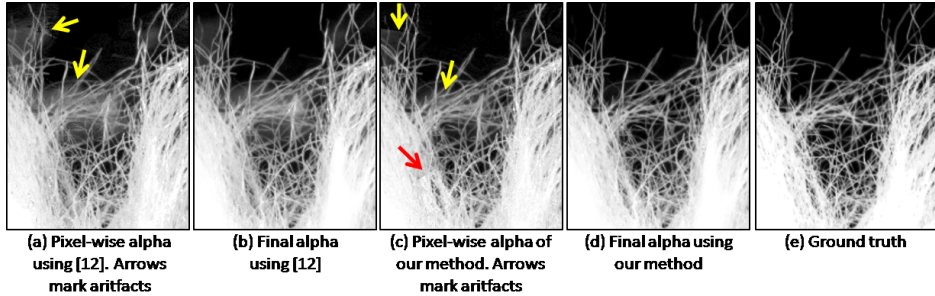 (a) Pixel-wise alpha
using [12]. Arrows
mark aritfacts
(b) Final alpha
using [12]
(c) Pixel-wise alpha of
our method. Arrows
mark aritfacts
(d) Final alpha using
our method
(e) Ground truth